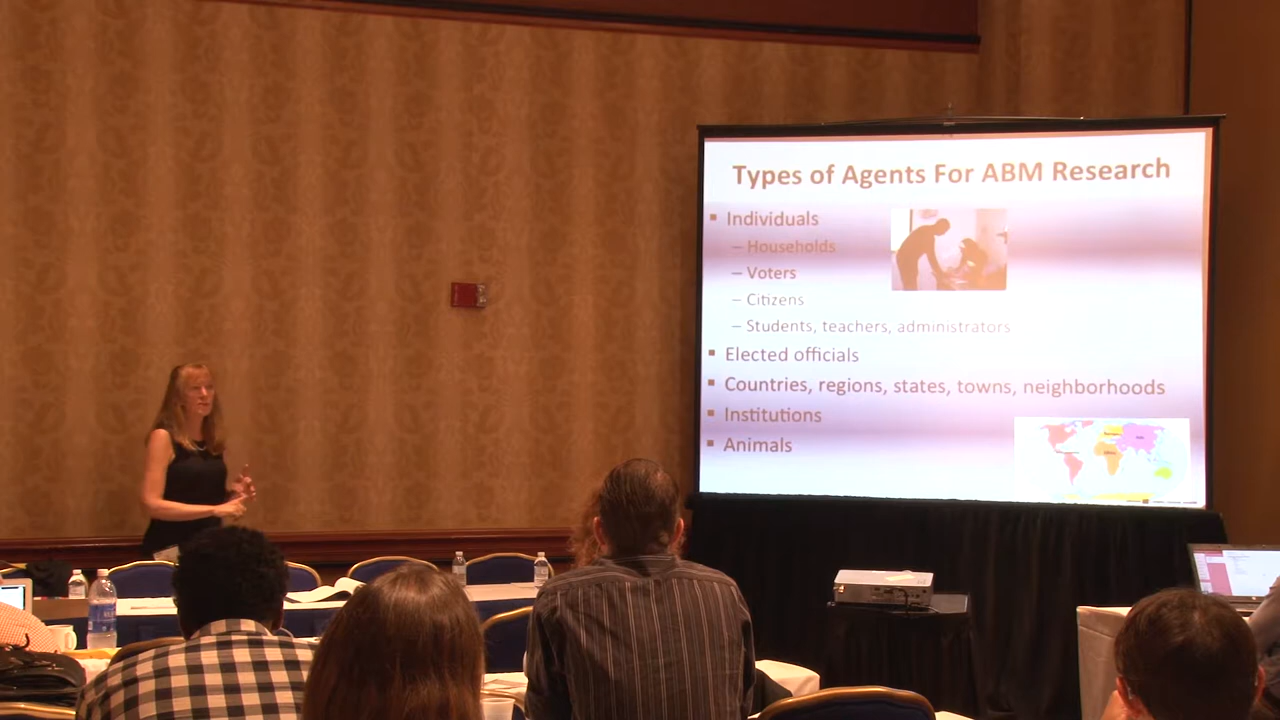 Types of Agents For ABM Research
▪ Individuals
– Households
– Voters
– Citizens
– Students, teachers, administrators
▪ Elected officials
▪ Countries, regions, states, towns, neighborhoods
▪ Institutions
▪ Animals